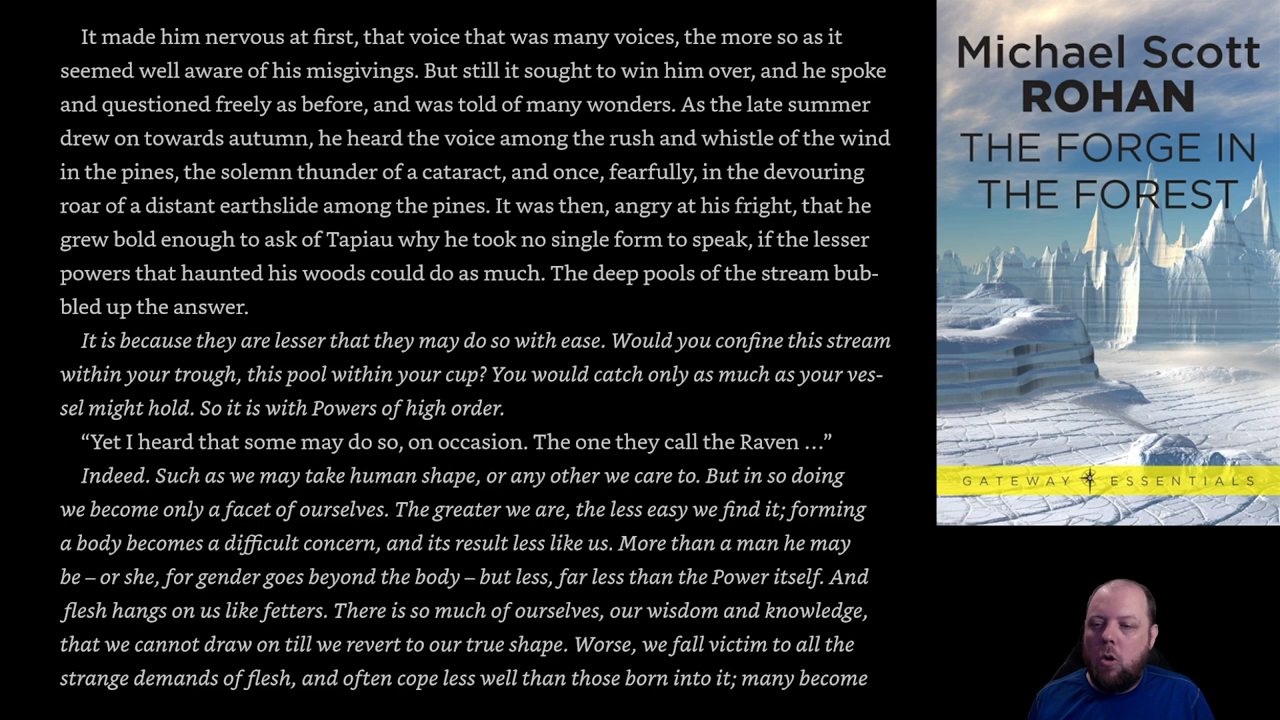 It made him nervous at first, that voice that was many voices, the more so as it
seemed well aware of his misgivings. But still it sought to win him over, and he spoke
and questioned freely as before, and was told of many wonders. As the late summer
drew on towards autumn, he heard the voice among the rush and whistle of the wind
in the pines, the solemn thunder of a cataract, and once, fearfully, in the devouring
roar of a distant earthslide among the pines. It was then, angry at his fright, that he
grew bold enough to ask of Tapiau why he took no single form to speak, if the lesser
powers that haunted his woods could do as much. The deep pools of the stream bub-
bled up the answer.
It is because they are lesser that they may do so with ease. Would you confine this stream
within your trough, this pool within your cup? You would catch only as much as your ves-
sel might hold. So it is with Powers of high order.
“Yet I heard that some may do so, on occasion. The one they call the Raven …”
Indeed. Such as we may take human shape, or any other we care to. But in so doing
we become only a facet of ourselves. The greater we are, the less easy we find it; forming
a body becomes a difficult concern, and its result less like us. More than a man he may
be – or she, for gender goes beyond the body – but less, far less than the Power itself. And
flesh hangs on us like fetters. There is so much of ourselves, our wisdom and knowledge,
that we cannot draw on till we revert to our true shape. Worse, we fall victim to all the
strange demands of flesh, and often cope less well than those born into it; many become
Michael Scott
ROHAN
THE FORGE IN
THE FOREST
GATEWAY ESSENTIALS